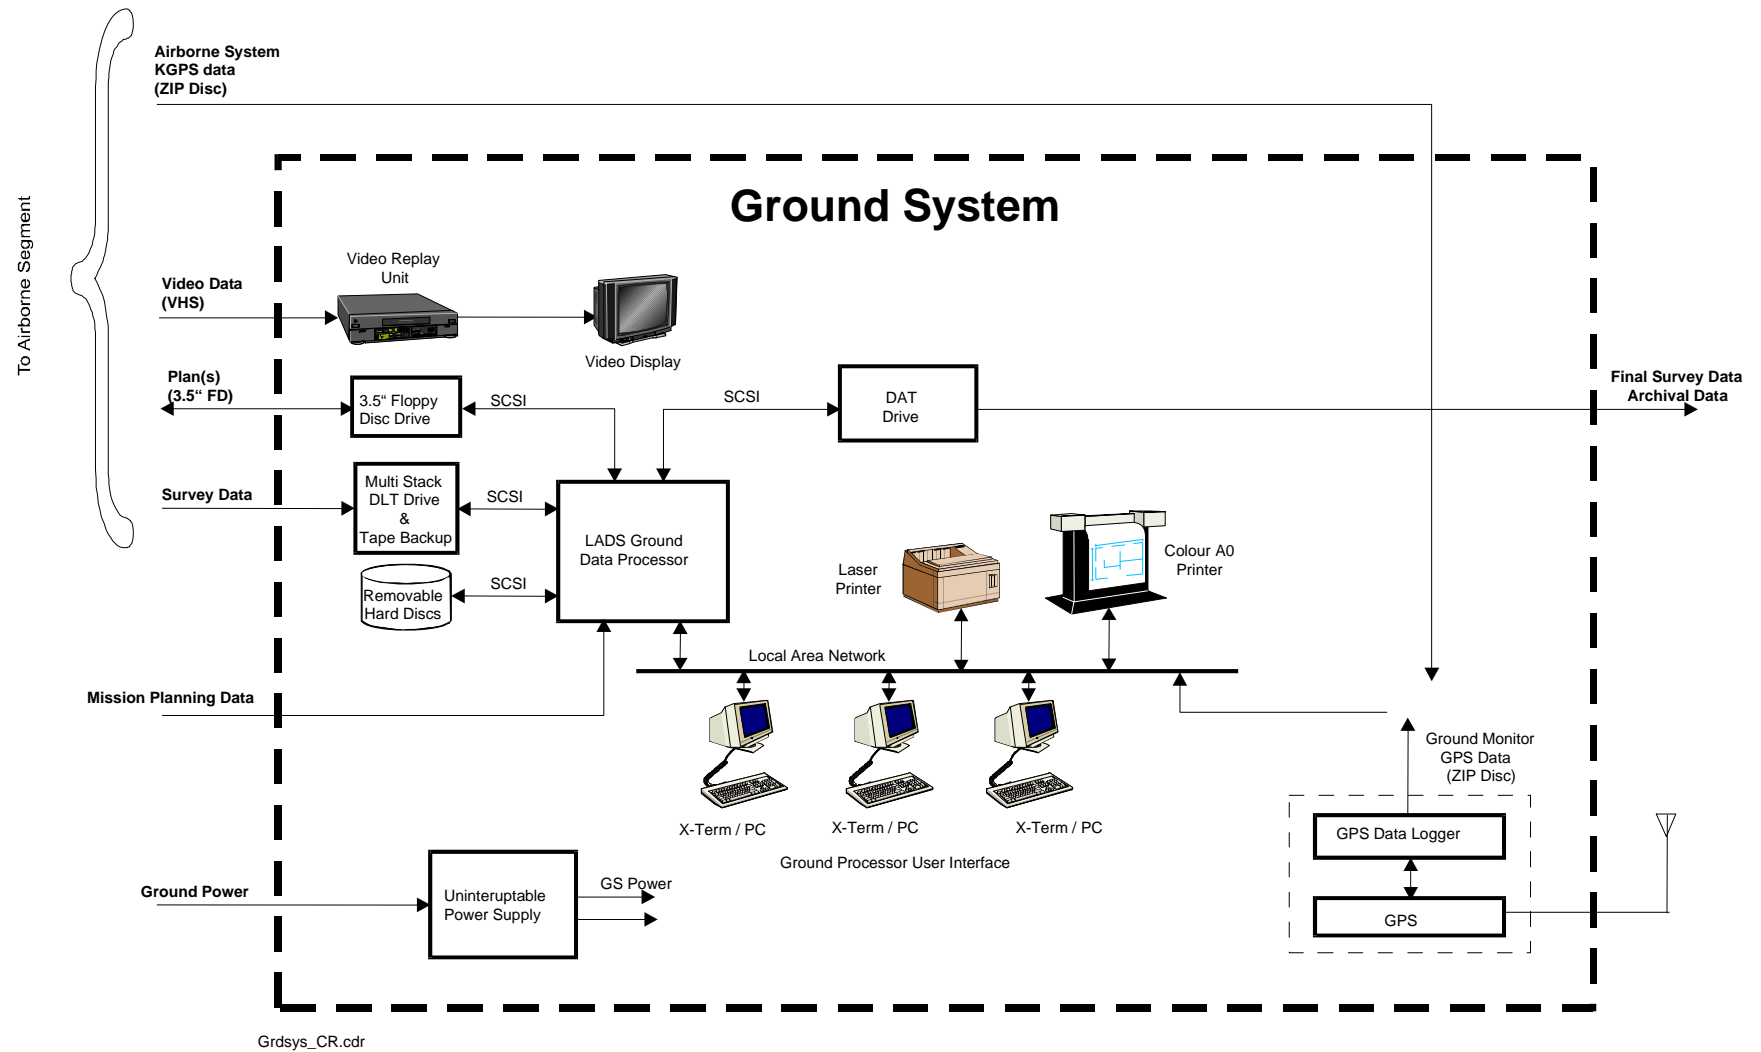 Airborne System
KGPS data
(ZIP Disc)
To Airborne Segment
Ground System
Video Replay
Unit
Video Data
(VHS)
Video Display
Plan(s)
(3.5“ FD)
3.5“ Floppy
Disc Drive
SCSI
SCSI
DAT
Drive
Final Survey Data
Archival Data
Survey Data
Multi Stack
DLT Drive
&
Tape Backup
SCSI
LADS Ground
Data Processor
Removable
Hard Discs
SCSI
Laser
Printer
Colour A0
Printer
Local Area Network
Mission Planning Data
X-Term / PC
X-Term / PC
X-Term / PC
Ground Processor User Interface
Ground Monitor
GPS Data
(ZIP Disc)
GPS Data Logger
GPS
Ground Power
Uninteruptable
Power Supply
GS Power
Grdsys_CR.cdr